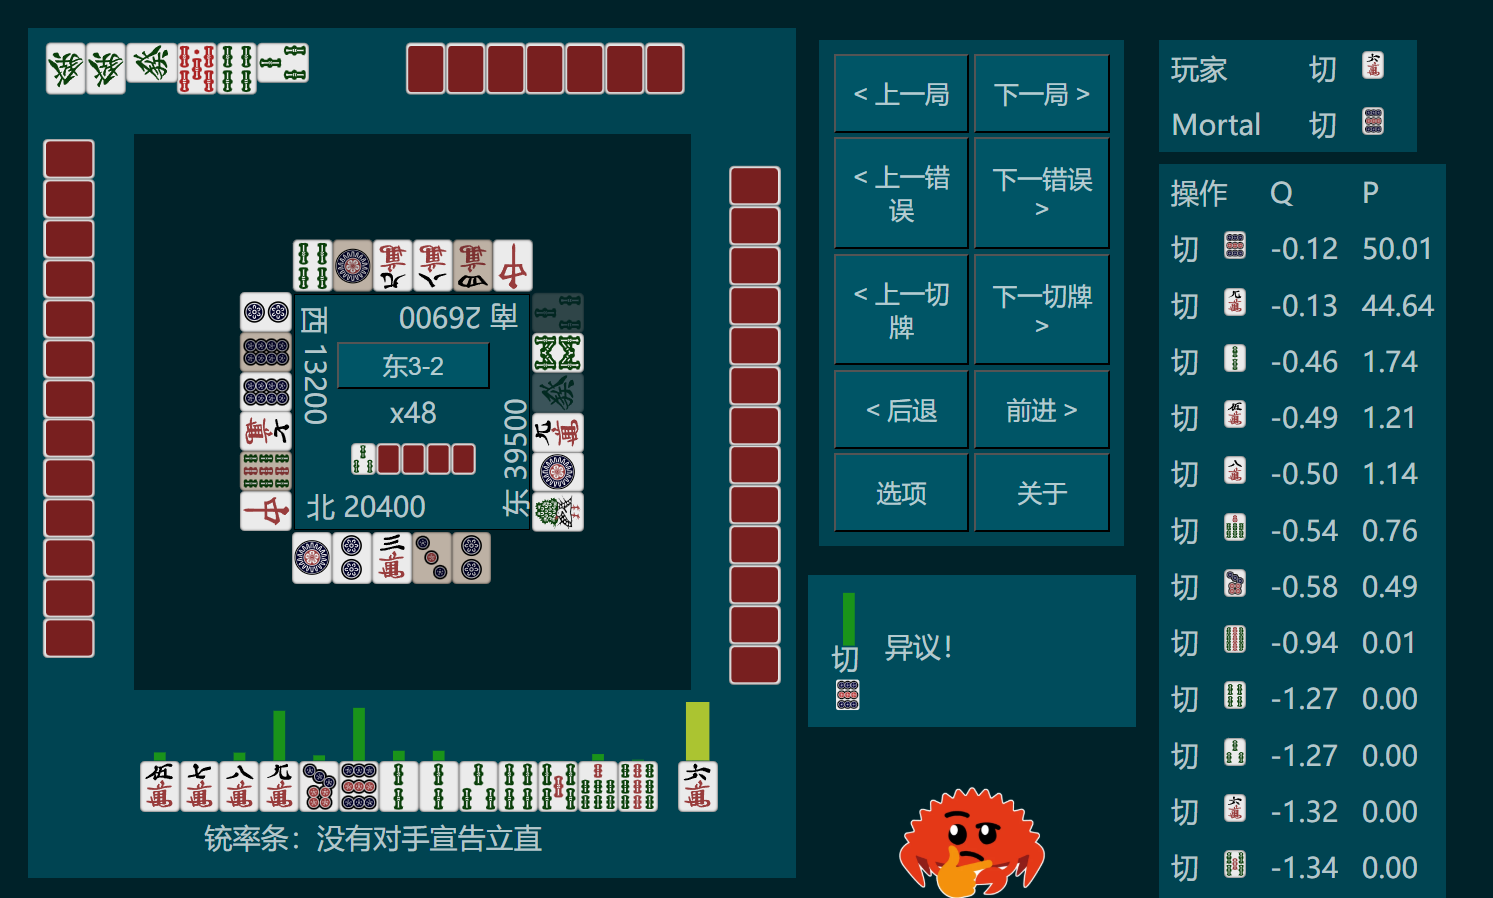 < 上一局
下一局 >
< 上一错误
下一错误 >
< 上一切牌
下一切牌 >
< 后退
前进 >
选项
关于
玩家 切
Mortal 切
操作 Q P
切 -0.12 50.01
切 -0.13 44.64
切 -0.46 1.74
切 -0.49 1.21
切 -0.50 1.14
切 -0.54 0.76
切 -0.58 0.49
切 -0.94 0.01
切 -1.27 0.00
切 -1.27 0.00
切 -1.32 0.00
切 -1.34 0.00
南 26900
西 13200
东3-2
x48
东 39500
北 20400
切
异议！
铳率条：没有对手宣告立直